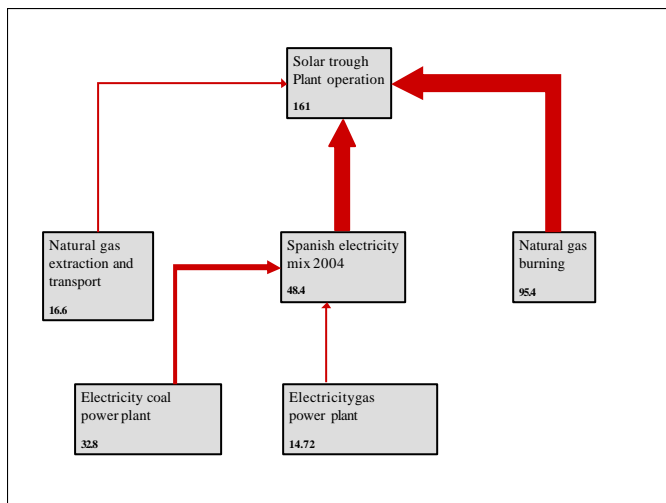 Solar trough
Plant operation
161
Natural gas
extraction and
transport
16.6
Spanish electricity
mix 2004
48.4
Natural gas
burning
95.4
Electricity coal
power plant
32.8
Electricitygas
power plant
14.72